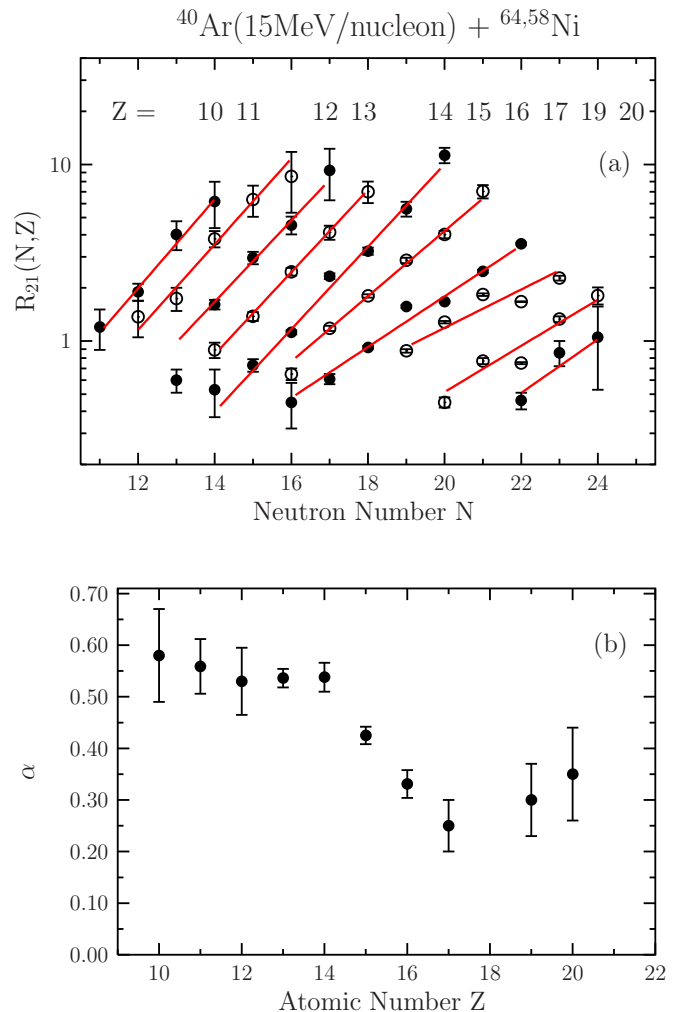 ⁴⁰Ar(15MeV/nucleon) + ⁶⁴,⁵⁸Ni
Z = 10 11 12 13 14 15 16 17 19 20
(a)
10
1
R₂₁(N,Z)
12 14 16 18 20 22 24
Neutron Number N
0.70
(b)
0.60
0.50
0.40
0.30
0.20
0.10
0.00
α
10 12 14 16 18 20 22
Atomic Number Z